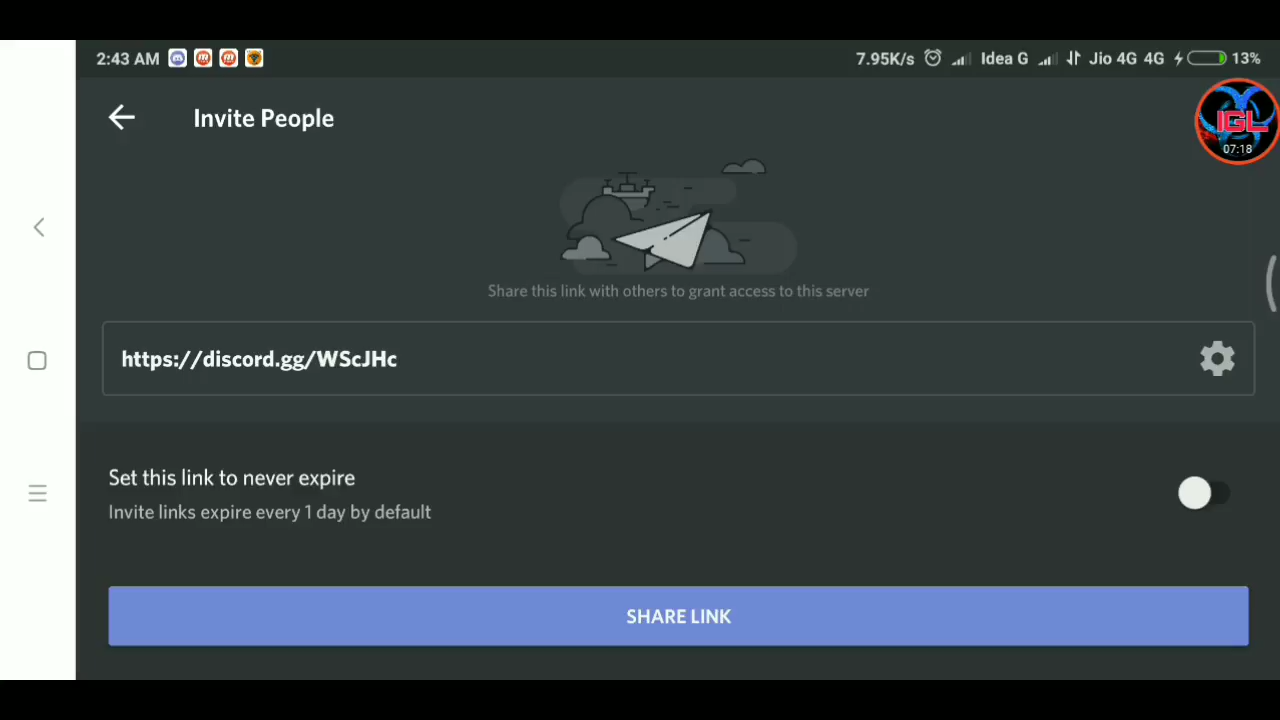 2:43 AM 7.95K/s Idea G Jio 4G 4G 13%
Invite People
IGL
07:18
Share this link with others to grant access to this server
https://discord.gg/WScJHc
Set this link to never expire
Invite links expire every 1 day by default
SHARE LINK